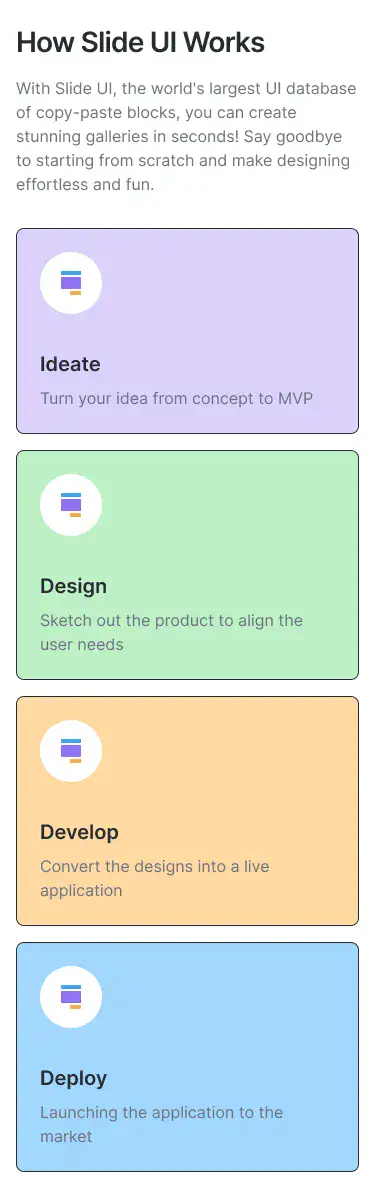 How Slide UI Works
With Slide UI, the world's largest UI database
of copy-paste blocks, you can create
stunning galleries in seconds! Say goodbye
to starting from scratch and make designing
effortless and fun.
Ideate
Turn your idea from concept to MVP
Design
Sketch out the product to align the
user needs
Develop
Convert the designs into a live
application
Deploy
Launching the application to the
market